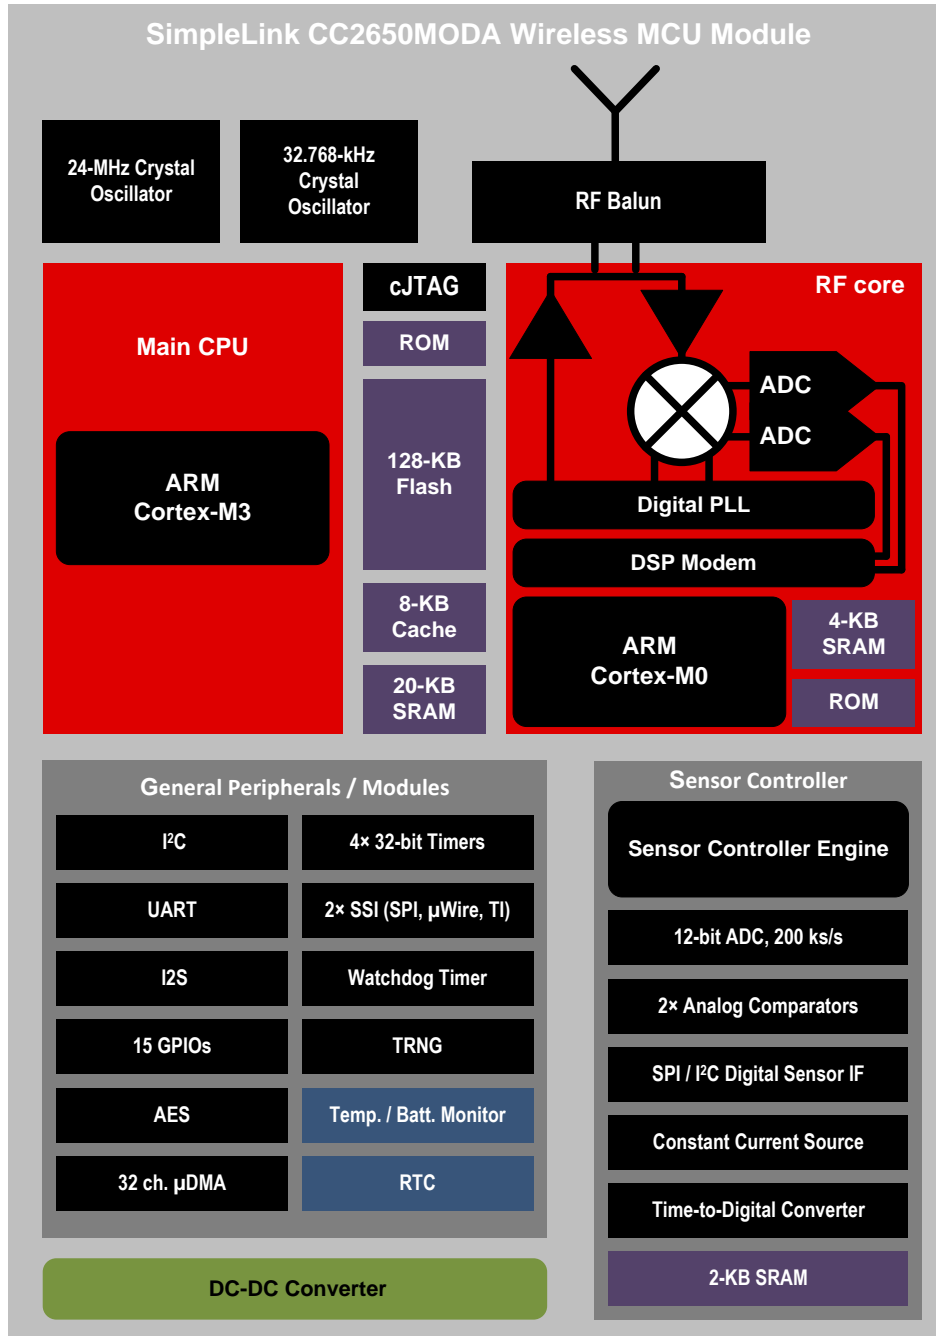 SimpleLink CC2650MODA Wireless MCU Module
24-MHz Crystal
Oscillator
32.768-kHz
Crystal
Oscillator
RF Balun
Main CPU
ARM
Cortex-M3
cJTAG
ROM
128-KB
Flash
8-KB
Cache
20-KB
SRAM
RF core
ADC
ADC
Digital PLL
DSP Modem
ARM
Cortex-M0
4-KB
SRAM
ROM
General Peripherals / Modules
I²C
4× 32-bit Timers
UART
2× SSI (SPI, µWire, TI)
I2S
Watchdog Timer
15 GPIOs
TRNG
AES
Temp. / Batt. Monitor
32 ch. µDMA
RTC
Sensor Controller
Sensor Controller Engine
12-bit ADC, 200 ks/s
2× Analog Comparators
SPI / I²C Digital Sensor IF
Constant Current Source
Time-to-Digital Converter
2-KB SRAM
DC-DC Converter